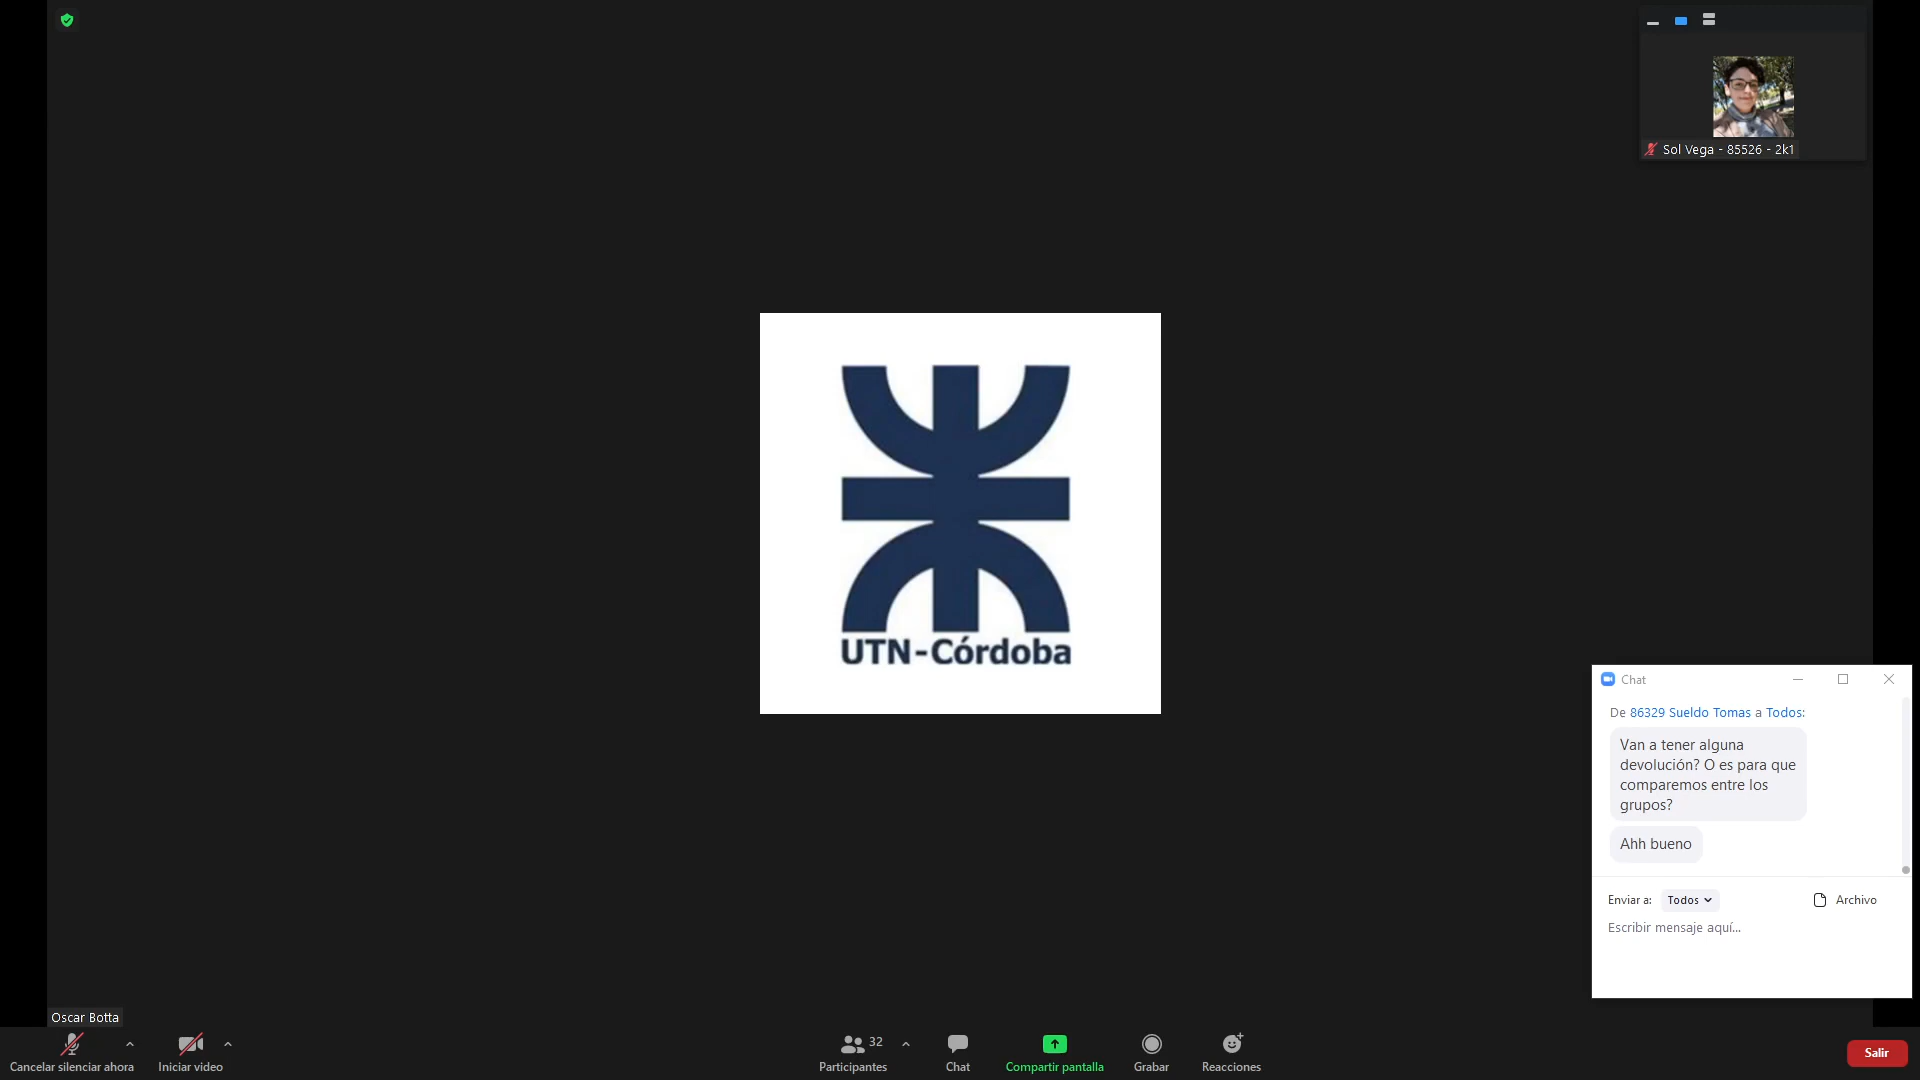 Sol Vega - 85526 - 2k1
UTN-Córdoba
Chat
De 86329 Sueldo Tomas a Todos:
Van a tener alguna
devolución? O es para que
comparemos entre los
grupos?
Ahh bueno
Enviar a: Todos Archivo
Escribir mensaje aquí...
Oscar Botta
Cancelar silenciar ahora
Iniciar video
32
Participantes
Chat
Compartir pantalla
Grabar
Reacciones
Salir